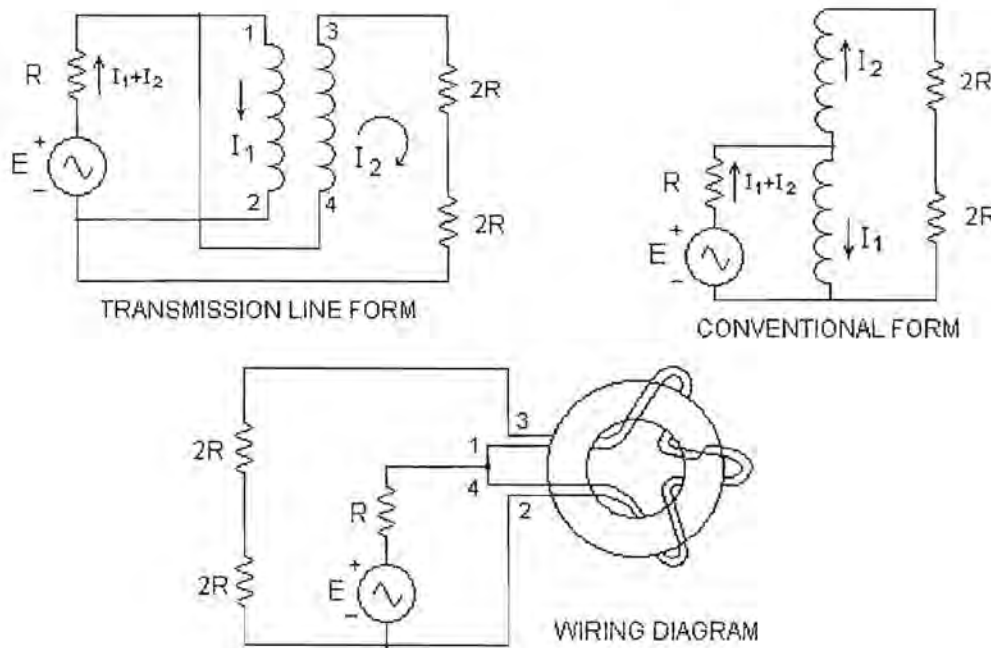 1
3
R
I₁+I₂
2R
I₁
I₂
+
E
−
2
4
2R
TRANSMISSION LINE FORM
I₂
2R
R
I₁+I₂
+
E
−
I₁
2R
CONVENTIONAL FORM
3
2R
1
4
R
2
+
2R
E
−
WIRING DIAGRAM